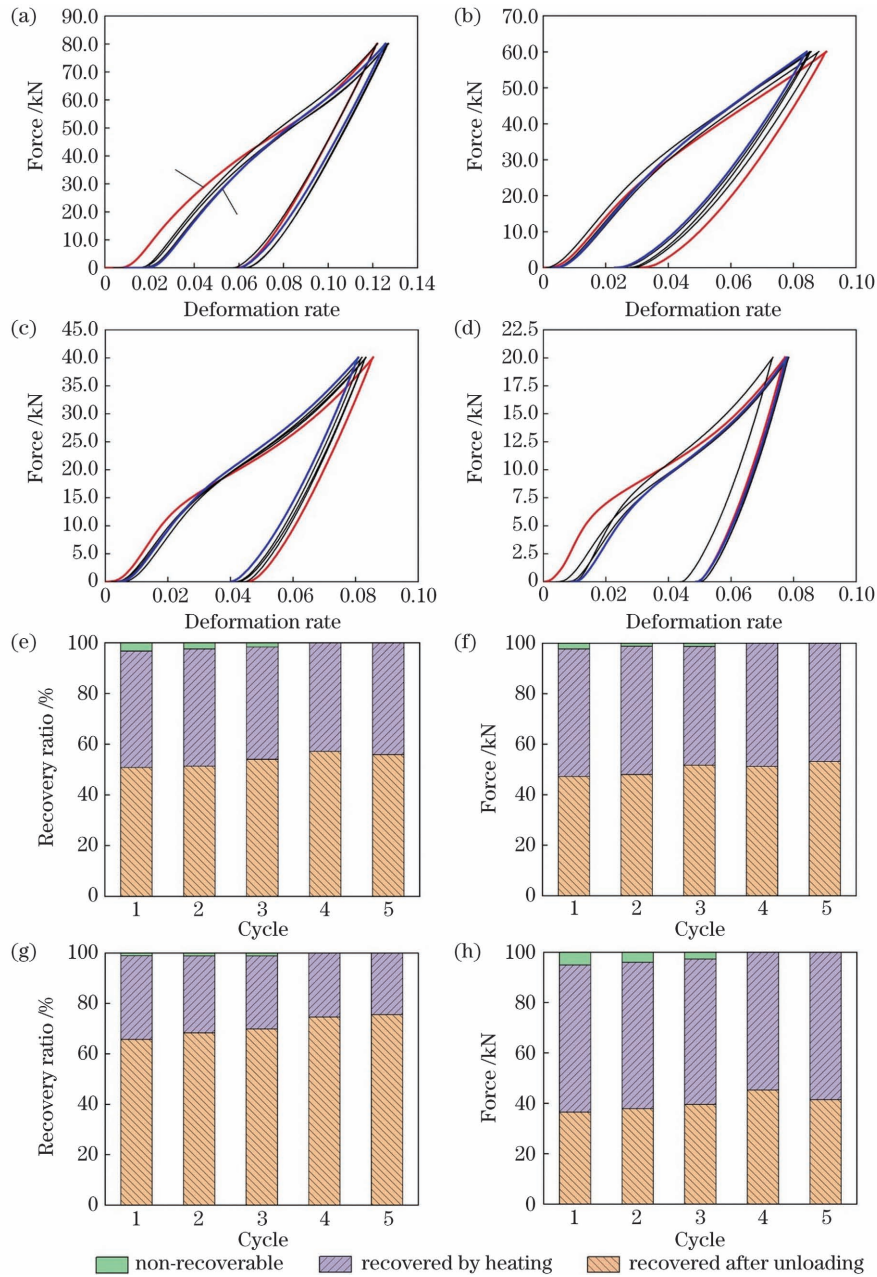 (a)
90.0
80.0
70.0
60.0
50.0
40.0
30.0
20.0
10.0
0
Force /kN
0 0.02 0.04 0.06 0.08 0.10 0.12 0.14
Deformation rate
(b)
70.0
60.0
50.0
40.0
30.0
20.0
10.0
0
Force /kN
0 0.02 0.04 0.06 0.08 0.10
Deformation rate
(c)
45.0
40.0
35.0
30.0
25.0
20.0
15.0
10.0
5.0
0
Force /kN
0 0.02 0.04 0.06 0.08 0.10
Deformation rate
(d)
22.5
20.0
17.5
15.0
12.5
10.0
7.5
5.0
2.5
0
Force /kN
0 0.02 0.04 0.06 0.08 0.10
Deformation rate
(e)
100
80
60
40
20
0
Recovery ratio /%
1 2 3 4 5
Cycle
(f)
100
80
60
40
20
0
Force /kN
1 2 3 4 5
Cycle
(g)
100
80
60
40
20
0
Recovery ratio /%
1 2 3 4 5
Cycle
(h)
100
80
60
40
20
0
Force /kN
1 2 3 4 5
Cycle
non-recoverable recovered by heating recovered after unloading